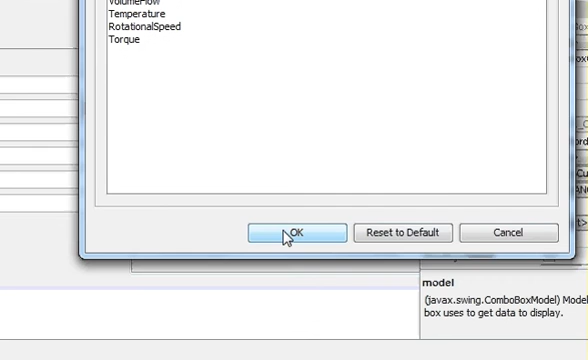 VolumeFlow
Temperature
RotationalSpeed
Torque
OK
Reset to Default
Cancel
model
(javax.swing.ComboBoxModel) Model
box uses to get data to display.